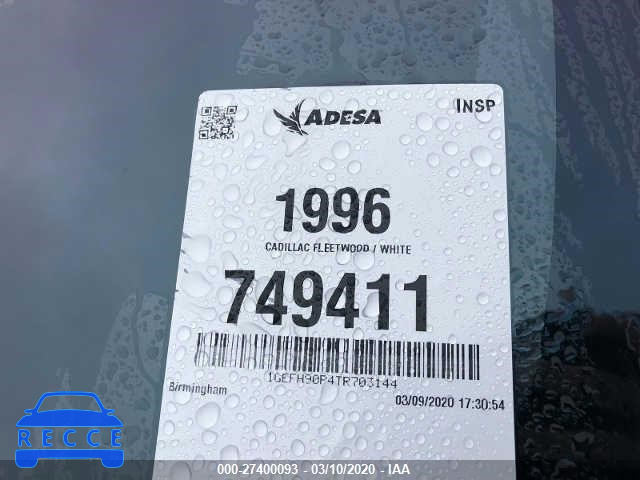 ADESA
INSP
1996
CADILLAC FLEETWOOD / WHITE
749411
1GEFH90P4TR703144
Birmingham
03/09/2020 17:30:54
RECCE
000-27400093 - 03/10/2020 - IAA